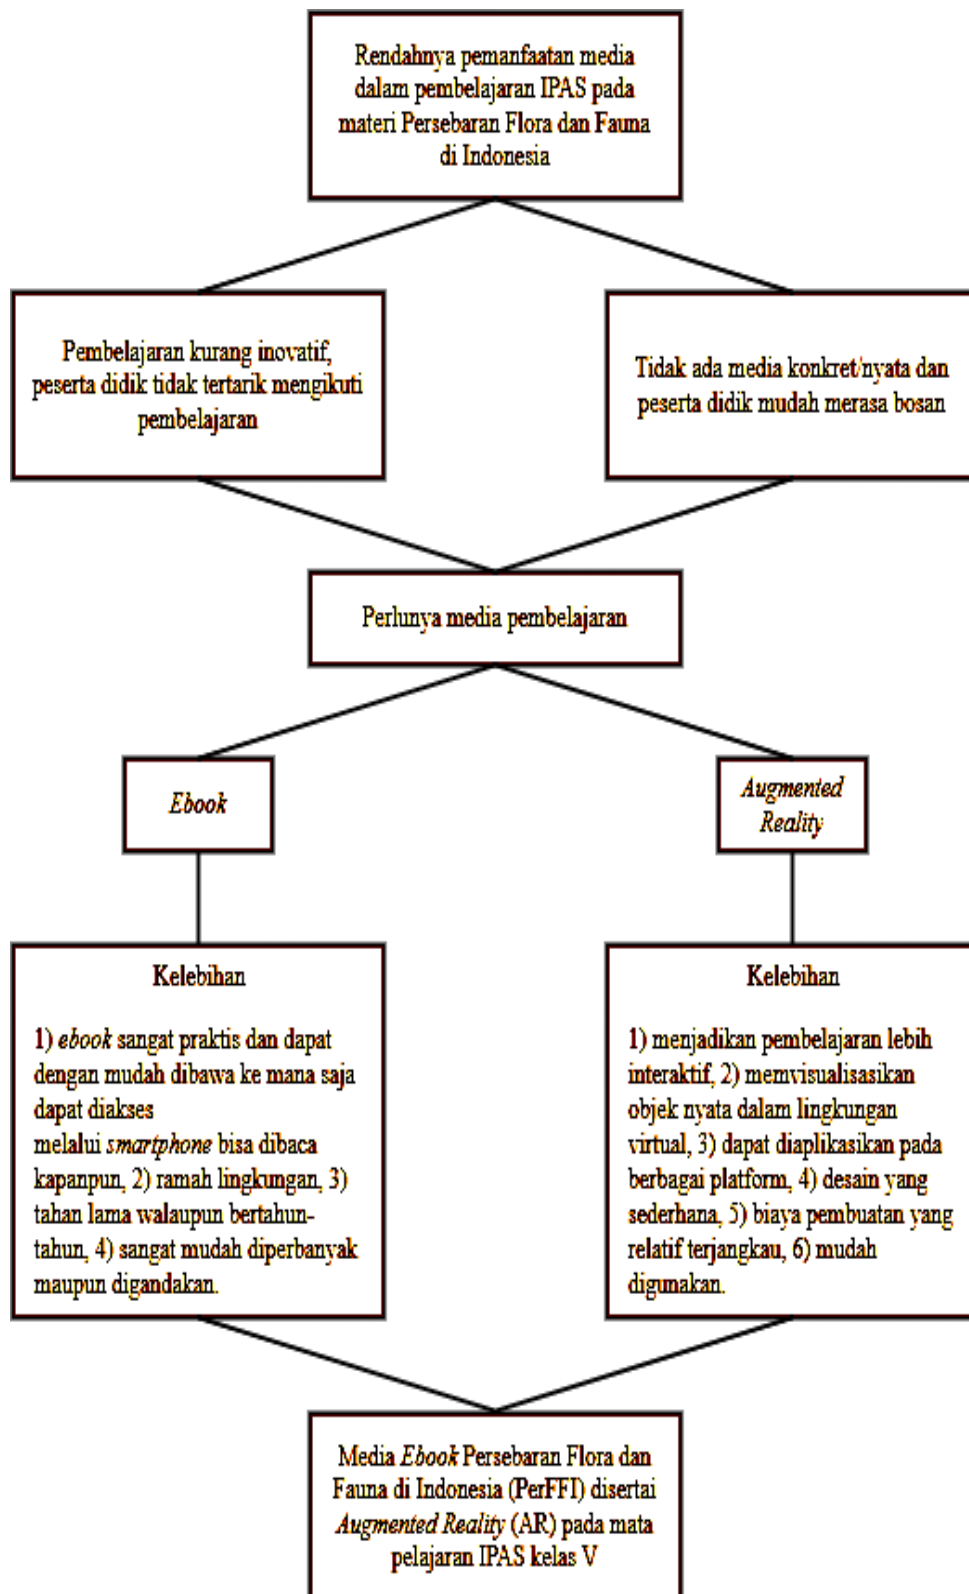 Rendahnya pemanfaatan media
dalam pembelajaran IPAS pada
materi Persebaran Flora dan Fauna
di Indonesia
Pembelajaran kurang inovatif,
peserta didik tidak tertarik mengikuti
pembelajaran
Tidak ada media konkret/nyata dan
peserta didik mudah merasa bosan
Perlunya media pembelajaran
Ebook
Augmented
Reality
Kelebihan
1) ebook sangat praktis dan dapat
dengan mudah dibawa ke mana saja
dapat diakses
melalui smartphone bisa dibaca
kapanpun, 2) ramah lingkungan, 3)
tahan lama walaupun bertahun-
tahun, 4) sangat mudah diperbanyak
maupun digandakan.
Kelebihan
1) menjadikan pembelajaran lebih
interaktif, 2) memvisualisasikan
objek nyata dalam lingkungan
virtual, 3) dapat diaplikasikan pada
berbagai platform, 4) desain yang
sederhana, 5) biaya pembuatan yang
relatif terjangkau, 6) mudah
digunakan.
Media Ebook Persebaran Flora dan
Fauna di Indonesia (PerFFI) disertai
Augmented Reality (AR) pada mata
pelajaran IPAS kelas V